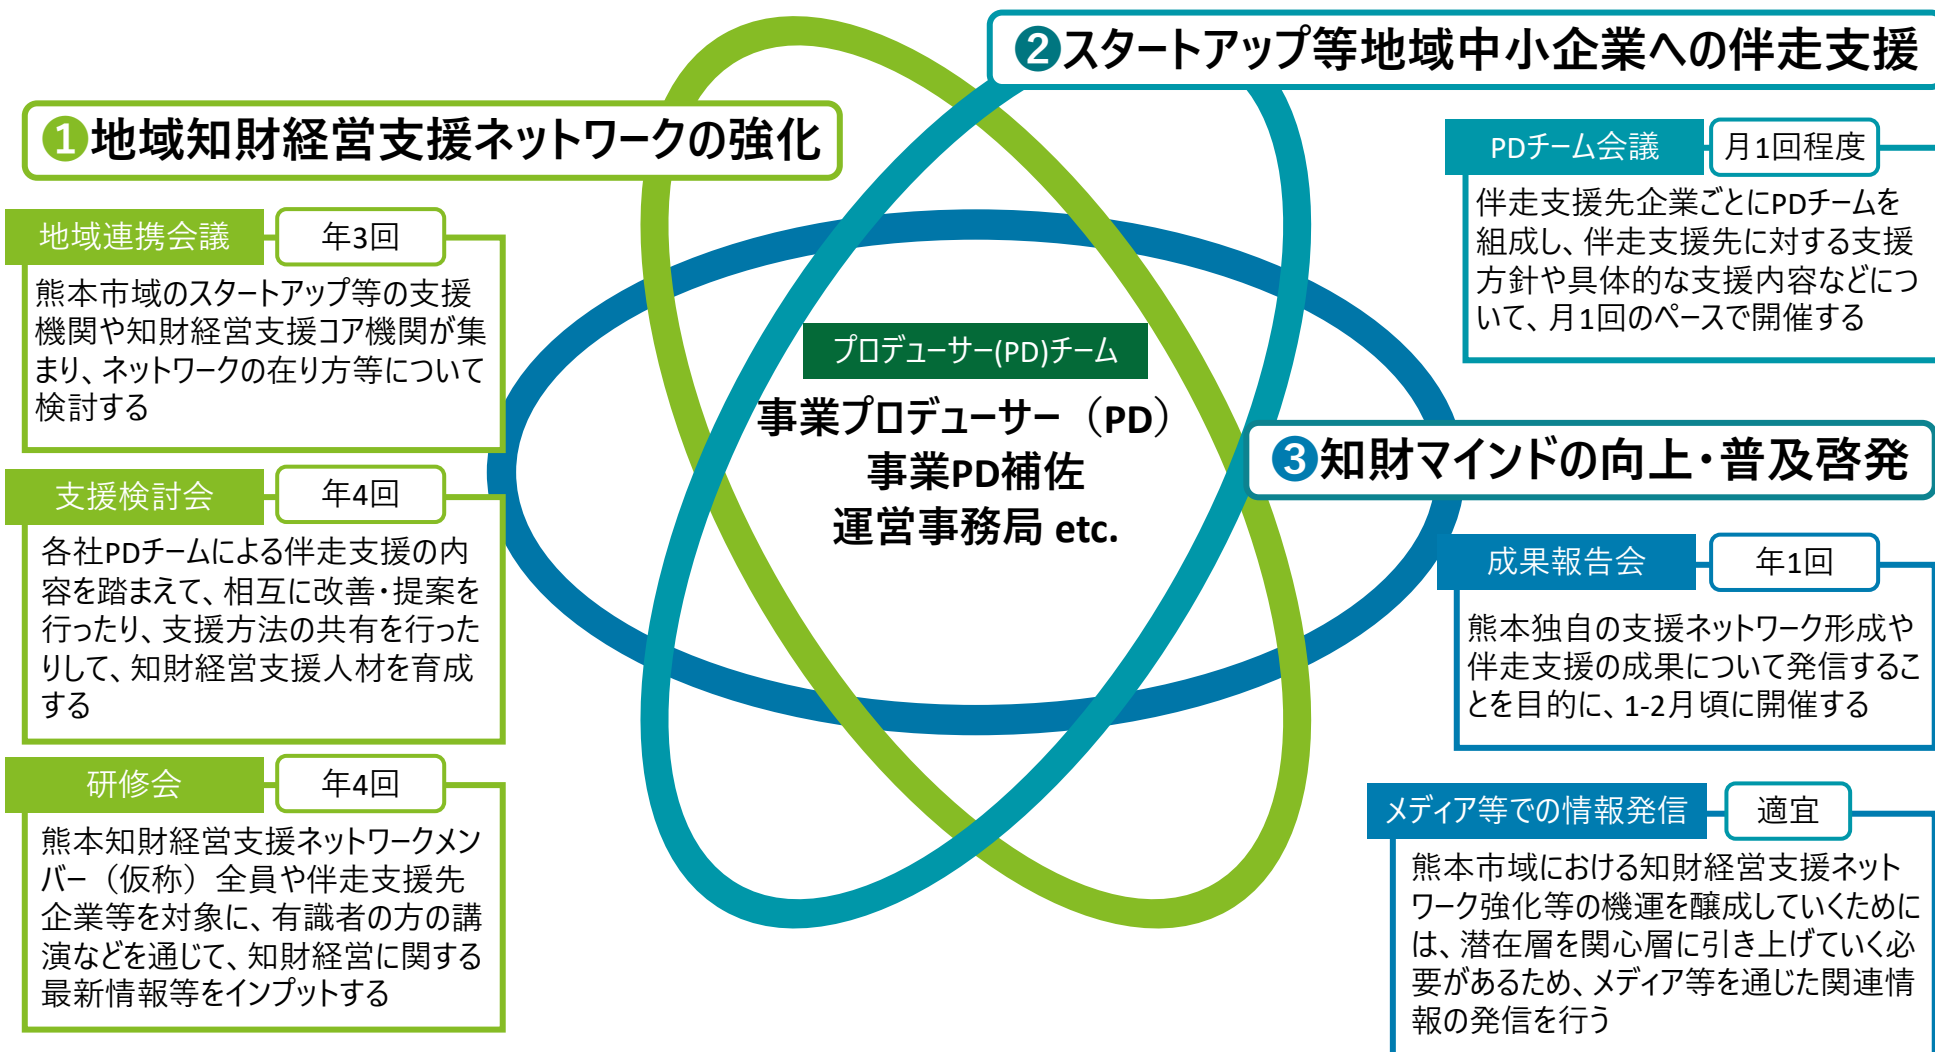 ❶地域知財経営支援ネットワークの強化
地域連携会議
年3回
熊本市域のスタートアップ等の支援
機関や知財経営支援コア機関が集
まり、ネットワークの在り方等について
検討する
支援検討会
年4回
各社PDチームによる伴走支援の内
容を踏まえて、相互に改善・提案を
行ったり、支援方法の共有を行った
りして、知財経営支援人材を育成
する
研修会
年4回
熊本知財経営支援ネットワークメン
バー（仮称）全員や伴走支援先
企業等を対象に、有識者の方の講
演などを通じて、知財経営に関する
最新情報等をインプットする
プロデューサー(PD)チーム
事業プロデューサー（PD）
事業PD補佐
運営事務局 etc.
❷スタートアップ等地域中小企業への伴走支援
PDチーム会議
月1回程度
伴走支援先企業ごとにPDチームを
組成し、伴走支援先に対する支援
方針や具体的な支援内容などにつ
いて、月1回のペースで開催する
❸知財マインドの向上・普及啓発
成果報告会
年1回
熊本独自の支援ネットワーク形成や
伴走支援の成果について発信するこ
とを目的に、1-2月頃に開催する
メディア等での情報発信
適宜
熊本市域における知財経営支援ネット
ワーク強化等の機運を醸成していくために
は、潜在層を関心層に引き上げていく必
要があるため、メディア等を通じた関連情
報の発信を行う